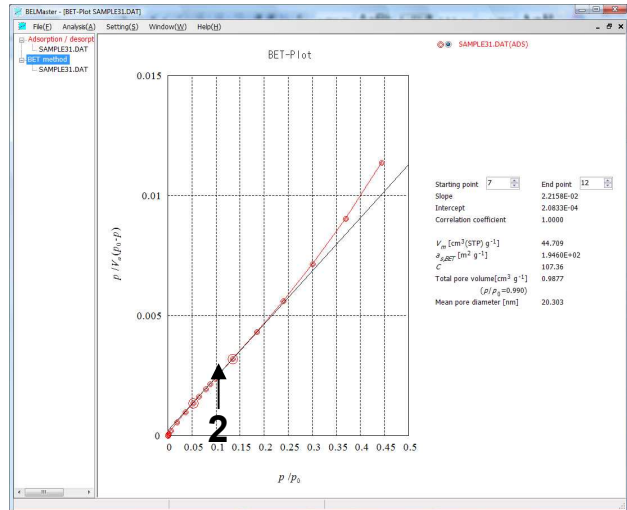 BELMaster - [BET-Plot SAMPLE31.DAT]
File(F) Analysis(A) Setting(S) Window(W) Help(H)
Adsorption / desorpt
SAMPLE31.DAT
BET method
SAMPLE31.DAT
BET-Plot
SAMPLE31.DAT(ADS)
0.015
0.01
0.005
0
p /Va(p0-p)
0 0.05 0.1 0.15 0.2 0.25 0.3 0.35 0.4 0.45 0.5
p /p0
2
Starting point 7 End point 12
Slope 2.2158E-02
Intercept 2.0833E-04
Correlation coefficient 1.0000
Vm [cm3(STP) g-1] 44.709
as,BET [m2 g-1] 1.9460E+02
C 107.36
Total pore volume[cm3 g-1] 0.9877
(p/p0=0.990)
Mean pore diameter [nm] 20.303